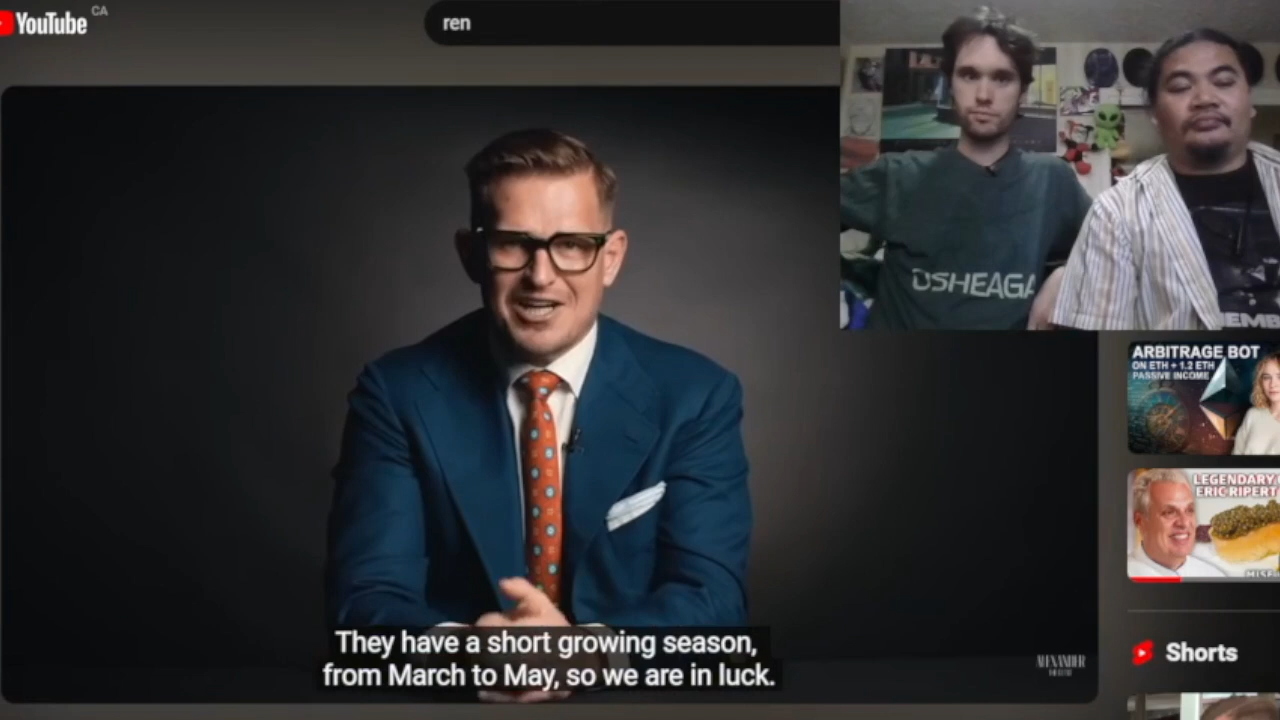 YouTube CA
ren
OSHEAGA
ARBITRAGE BOT
ON ETH + 1.2 ETH
PASSIVE INCOME
LEGENDARY
ERIC RIPERT
They have a short growing season,
from March to May, so we are in luck.
ALEXANDER
Shorts